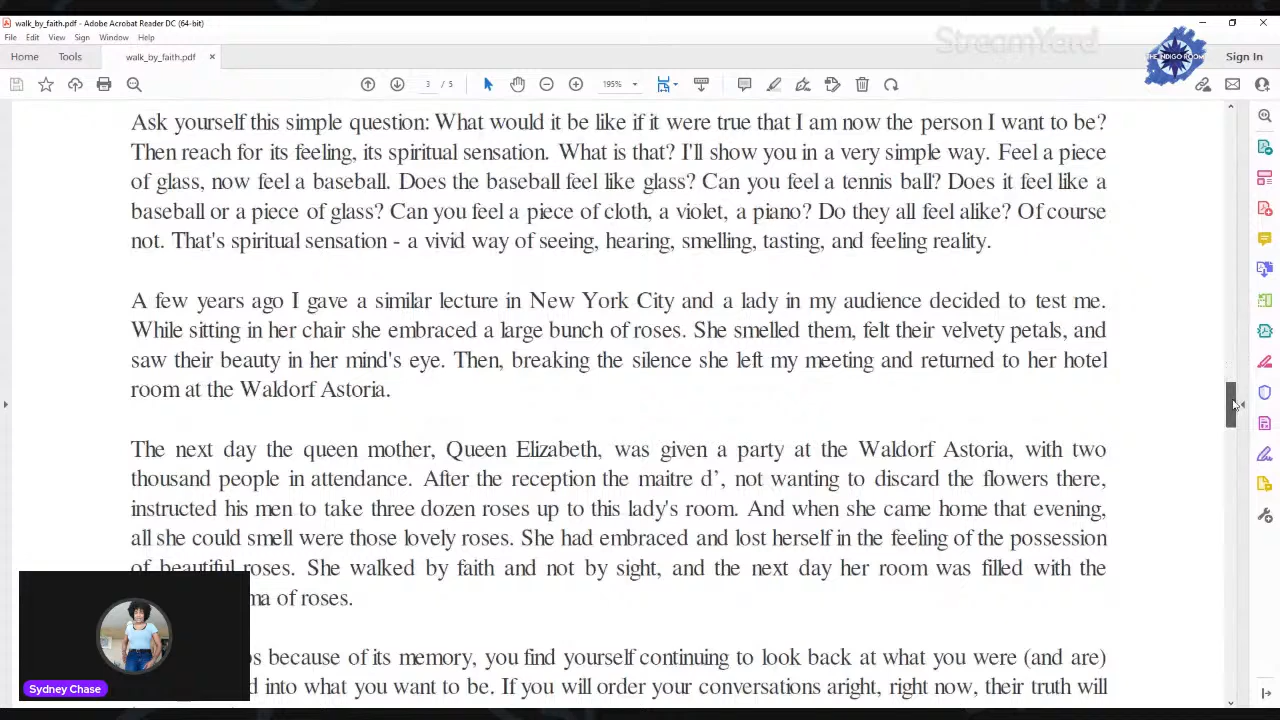 walk_by_faith.pdf - Adobe Acrobat Reader DC (64-bit)
File Edit View Sign Window Help
StreamYard
THE INDIGO ROOM
Home Tools walk_by_faith.pdf × Sign In
3 / 5 195%
Ask yourself this simple question: What would it be like if it were true that I am now the person I want to be?
Then reach for its feeling, its spiritual sensation. What is that? I'll show you in a very simple way. Feel a piece
of glass, now feel a baseball. Does the baseball feel like glass? Can you feel a tennis ball? Does it feel like a
baseball or a piece of glass? Can you feel a piece of cloth, a violet, a piano? Do they all feel alike? Of course
not. That's spiritual sensation - a vivid way of seeing, hearing, smelling, tasting, and feeling reality.
A few years ago I gave a similar lecture in New York City and a lady in my audience decided to test me.
While sitting in her chair she embraced a large bunch of roses. She smelled them, felt their velvety petals, and
saw their beauty in her mind's eye. Then, breaking the silence she left my meeting and returned to her hotel
room at the Waldorf Astoria.
The next day the queen mother, Queen Elizabeth, was given a party at the Waldorf Astoria, with two
thousand people in attendance. After the reception the maitre d’, not wanting to discard the flowers there,
instructed his men to take three dozen roses up to this lady's room. And when she came home that evening,
all she could smell were those lovely roses. She had embraced and lost herself in the feeling of the possession
of beautiful roses. She walked by faith and not by sight, and the next day her room was filled with the
of roses.
because of its memory, you find yourself continuing to look back at what you were (and are)
into what you want to be. If you will order your conversations aright, right now, their truth will
Sydney Chase